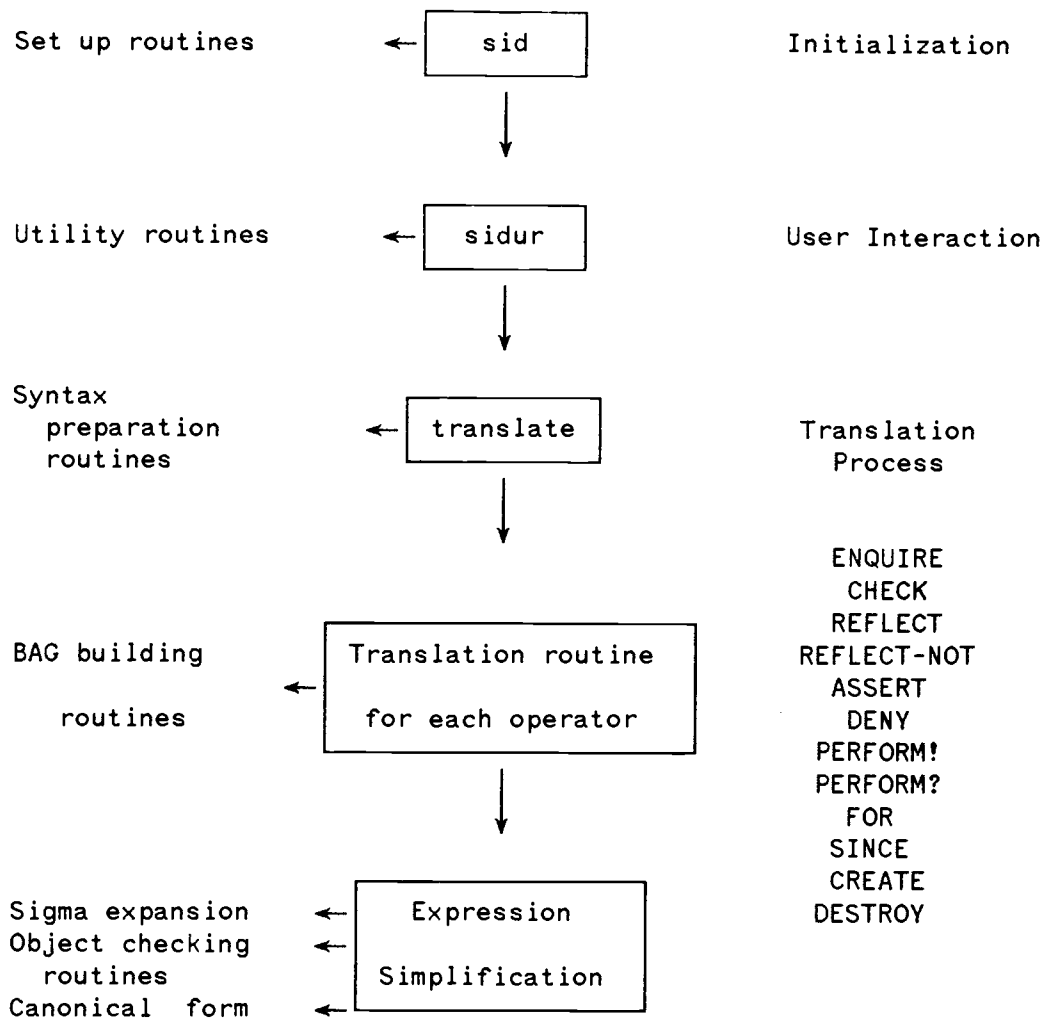 Set up routines
sid
Initialization
Utility routines
sidur
User Interaction
Syntax
preparation
routines
translate
Translation
Process
BAG building
routines
Translation routine
for each operator
ENQUIRE
CHECK
REFLECT
REFLECT-NOT
ASSERT
DENY
PERFORM!
PERFORM?
FOR
SINCE
CREATE
DESTROY
Sigma expansion
Object checking
routines
Canonical form
Expression
Simplification